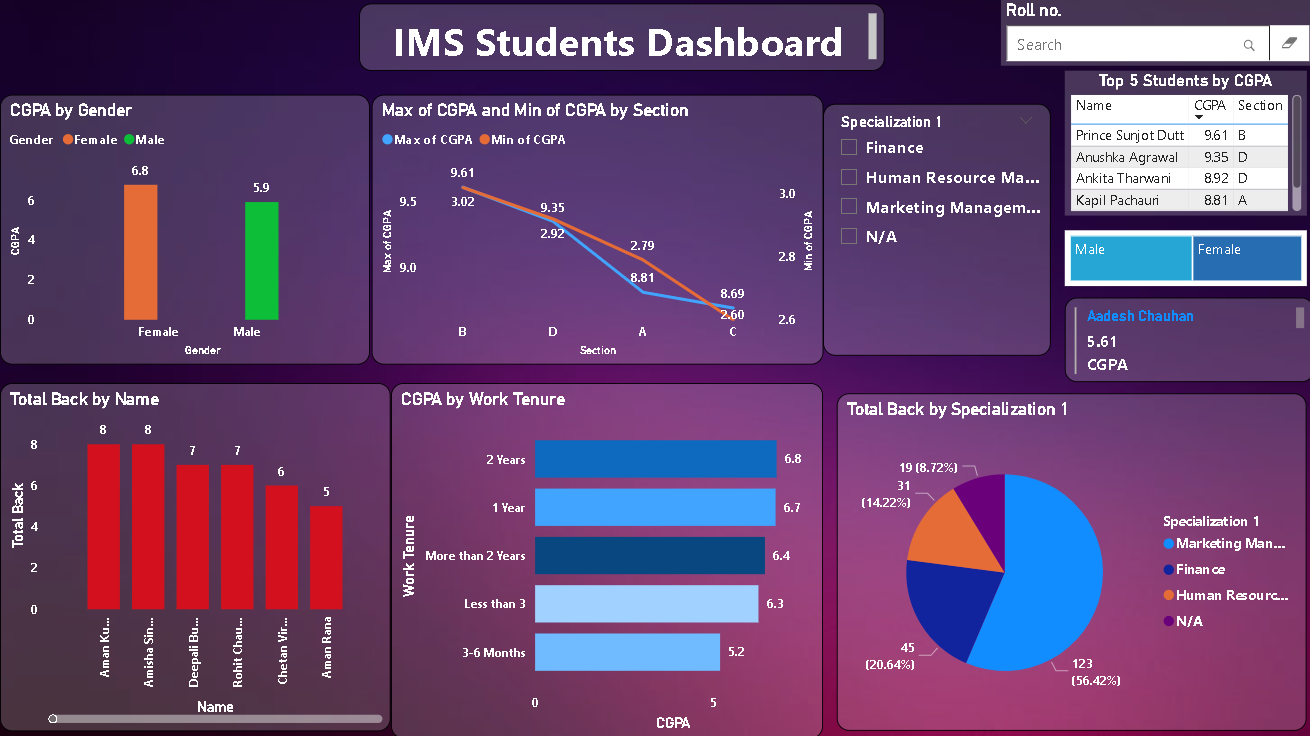 IMS Students Dashboard
Roll no.
Search
CGPA by Gender
Gender Female Male
6.8
5.9
6
4
2
0
CGPA
Female Male
Gender
Max of CGPA and Min of CGPA by Section
Max of CGPA Min of CGPA
9.61
3.02
9.35
2.92
2.79
8.81
8.69
2.60
9.5
9.0
Max of CGPA
3.0
2.8
2.6
Min of CGPA
B D A C
Section
Specialization 1
Finance
Human Resource Ma...
Marketing Managem...
N/A
Top 5 Students by CGPA
Name CGPA Section
Prince Sunjot Dutt 9.61 B
Anushka Agrawal 9.35 D
Ankita Tharwani 8.92 D
Kapil Pachauri 8.81 A
Male Female
Aadesh Chauhan
5.61
CGPA
Total Back by Name
8
6
4
2
0
Total Back
8 8 7 7 6 5
Aman Ku...
Amisha Sin...
Deepali Bu...
Rohit Chau...
Chetan Vir...
Aman Rana
Name
CGPA by Work Tenure
Work Tenure
2 Years 6.8
1 Year 6.7
More than 2 Years 6.4
Less than 3 6.3
3-6 Months 5.2
0 5
CGPA
Total Back by Specialization 1
19 (8.72%)
31
(14.22%)
45
(20.64%)
123
(56.42%)
Specialization 1
Marketing Man...
Finance
Human Resourc...
N/A